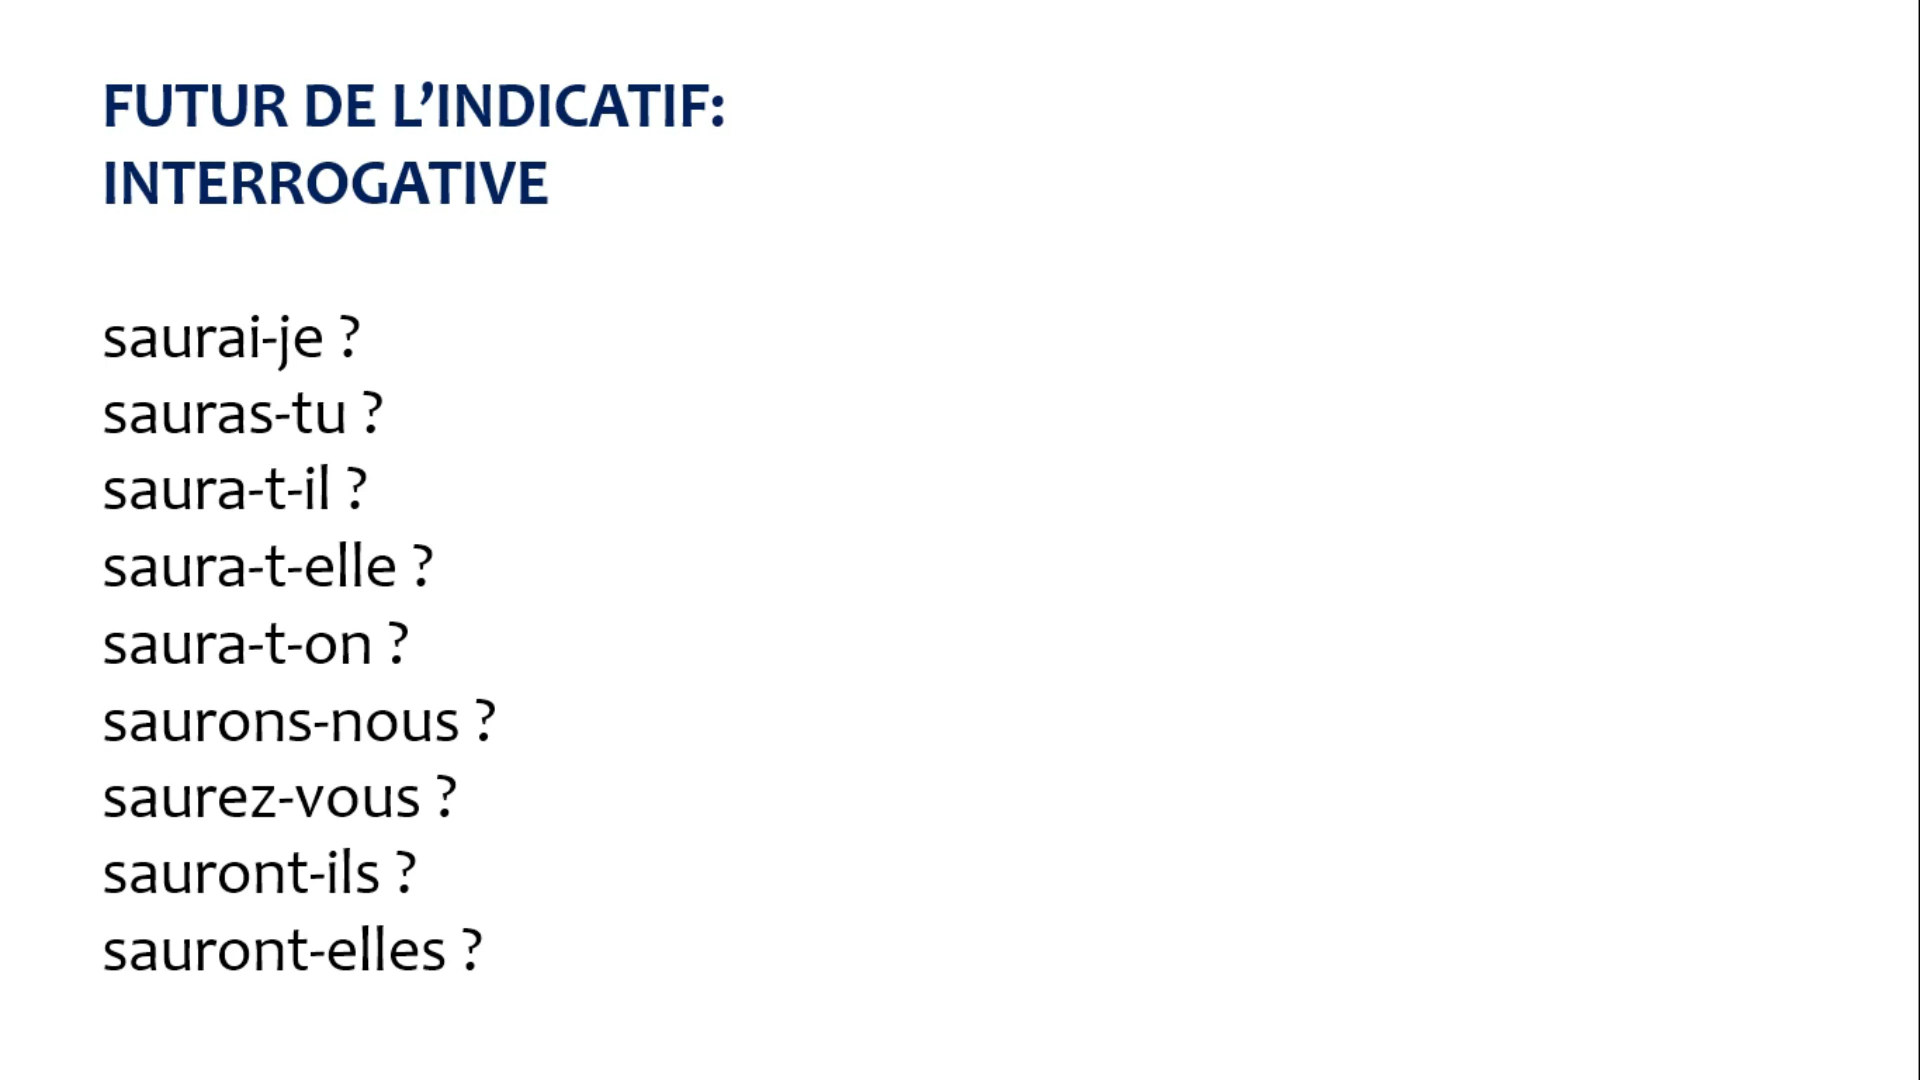 FUTUR DE L’INDICATIF:
INTERROGATIVE
saurai-je ?
sauras-tu ?
saura-t-il ?
saura-t-elle ?
saura-t-on ?
saurons-nous ?
saurez-vous ?
sauront-ils ?
sauront-elles ?